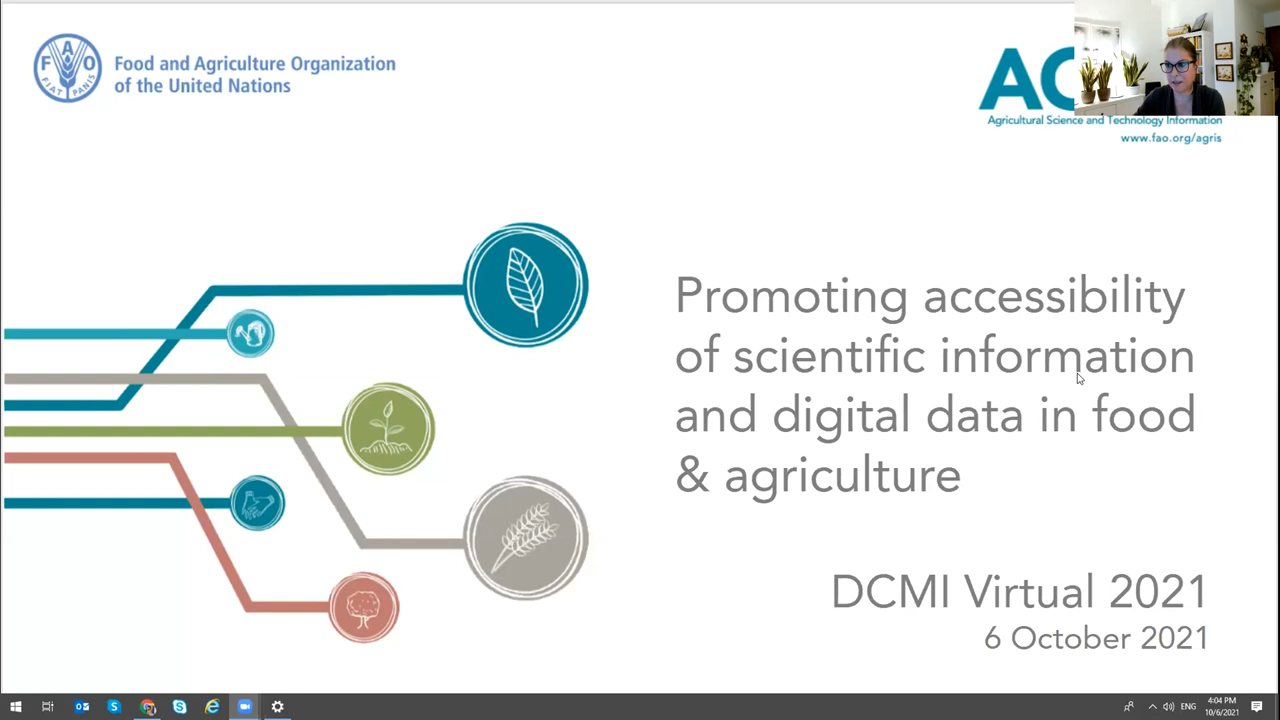 Food and Agriculture Organization
of the United Nations
F A O
FIAT PANIS
Agricultural Science and Technology Information
www.fao.org/agris
Promoting accessibility
of scientific information
and digital data in food
& agriculture
DCMI Virtual 2021
6 October 2021
ENG
4:04 PM
10/6/2021